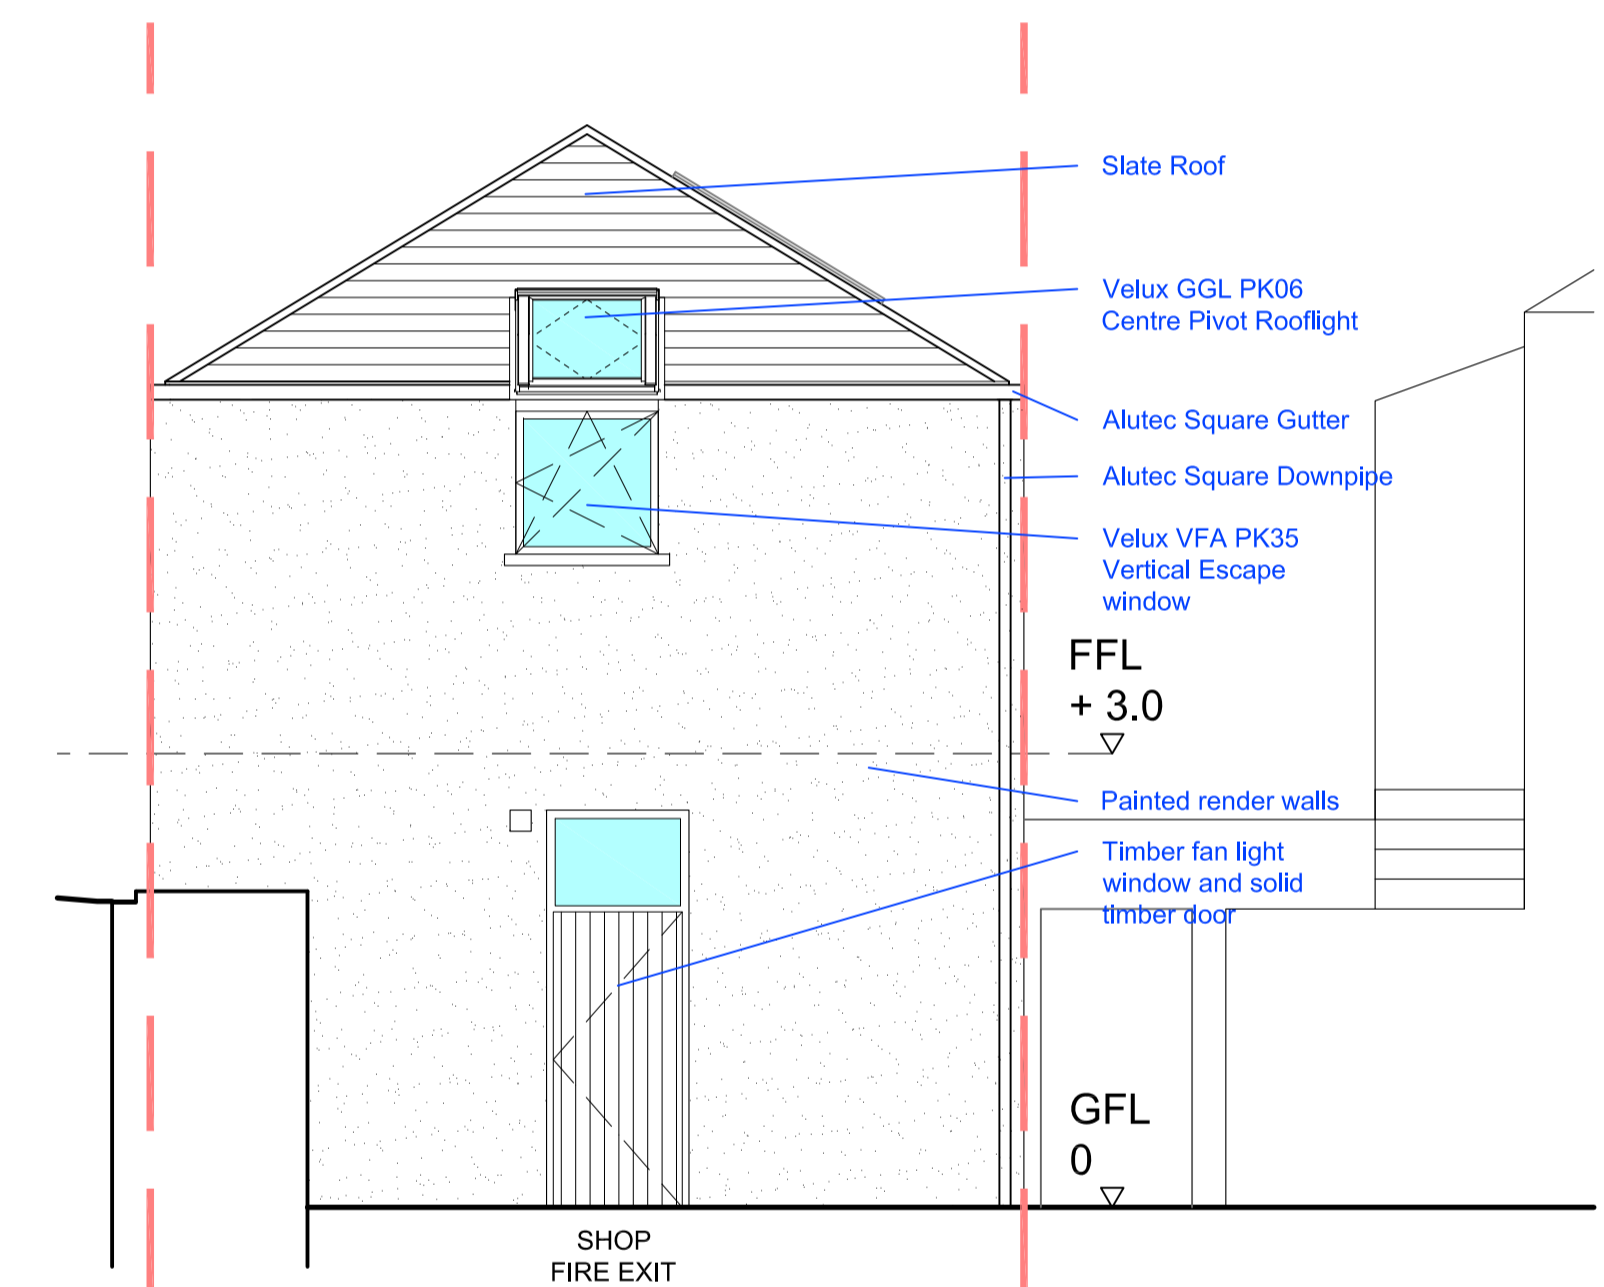 Slate Roof
Velux GGL PK06
Centre Pivot Rooflight
Alutec Square Gutter
Alutec Square Downpipe
Velux VFA PK35
Vertical Escape
window
FFL
+ 3.0
Painted render walls
Timber fan light
window and solid
timber door
GFL
0
SHOP
FIRE EXIT